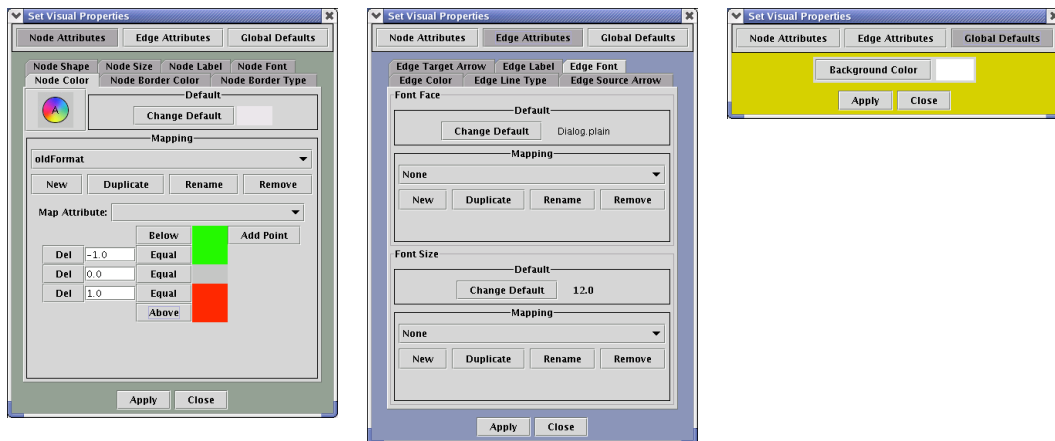 Set Visual Properties
Node Attributes Edge Attributes Global Defaults
Node Shape Node Size Node Label Node Font
Node Color Node Border Color Node Border Type
A
Default
Change Default
Mapping
oldFormat
New Duplicate Rename Remove
Map Attribute:
Below Add Point
Del -1.0 Equal
Del 0.0 Equal
Del 1.0 Equal
Above
Apply Close
Set Visual Properties
Node Attributes Edge Attributes Global Defaults
Edge Target Arrow Edge Label Edge Font
Edge Color Edge Line Type Edge Source Arrow
Font Face
Default
Change Default Dialog.plain
Mapping
None
New Duplicate Rename Remove
Font Size
Default
Change Default 12.0
Mapping
None
New Duplicate Rename Remove
Apply Close
Set Visual Properties
Node Attributes Edge Attributes Global Defaults
Background Color
Apply Close